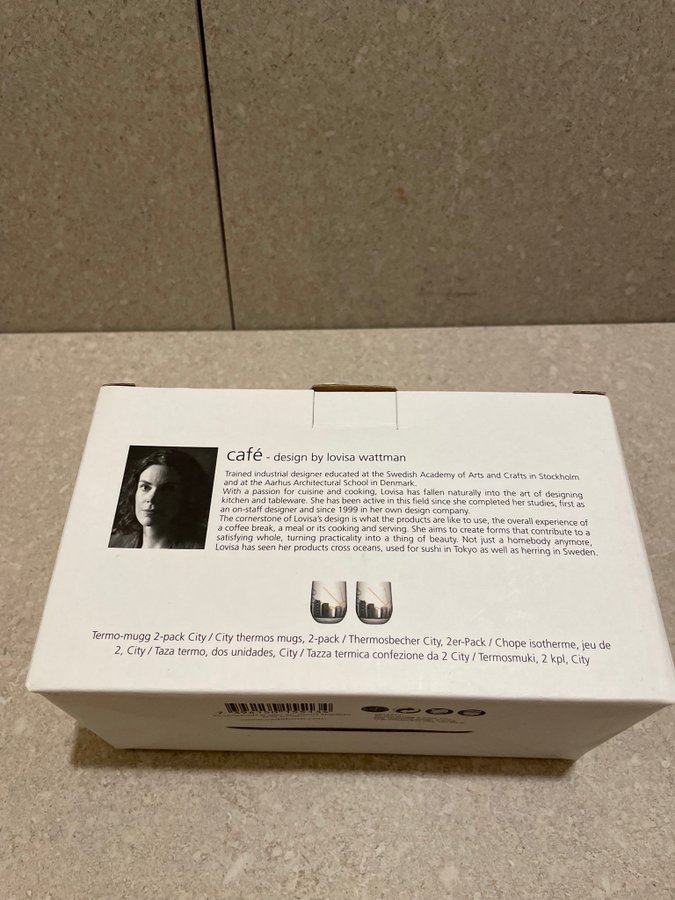 café - design by lovisa wattman
Trained industrial designer educated at the Swedish Academy of Arts and Crafts in Stockholm
and at the Aarhus Architectural School in Denmark.
With a passion for cuisine and cooking, Lovisa has fallen naturally into the art of designing
kitchen and tableware. She has been active in this field since she completed her studies, first as
an on-staff designer and since 1999 in her own design company.
The cornerstone of Lovisa's design is what the products are like to use, the overall experience of
a coffee break, a meal or its cooking and serving. She aims to create forms that contribute to a
satisfying whole, turning practicality into a thing of beauty. Not just a homebody anymore,
Lovisa has seen her products cross oceans, used for sushi in Tokyo as well as herring in Sweden.
Termo-mugg 2-pack City / City thermos mugs, 2-pack / Thermosbecher City, 2er-Pack / Chope isotherme, jeu de
2, City / Taza termo, dos unidades, City / Tazza termica confezione da 2 City / Termosmuki, 2 kpl, City